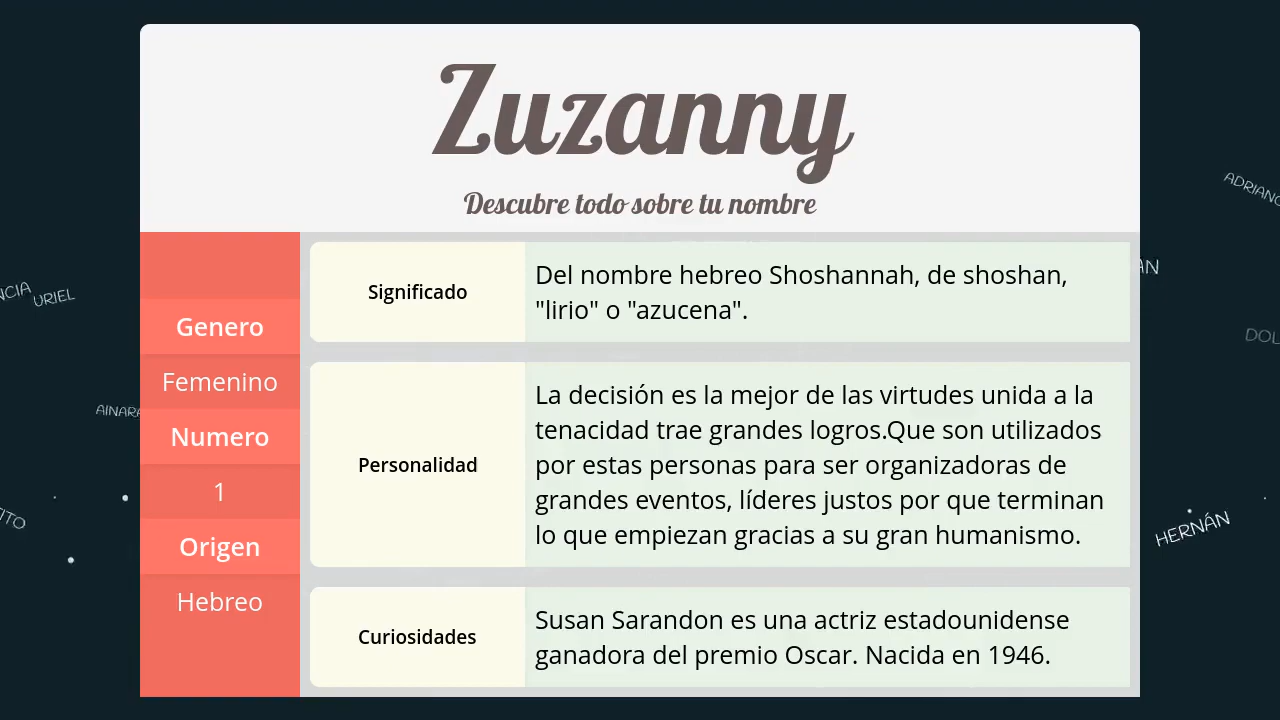 Zuzanny
Descubre todo sobre tu nombre
Genero
Femenino
Numero
1
Origen
Hebreo
Significado
Del nombre hebreo Shoshannah, de shoshan,
"lirio" o "azucena".
Personalidad
La decisión es la mejor de las virtudes unida a la
tenacidad trae grandes logros.Que son utilizados
por estas personas para ser organizadoras de
grandes eventos, líderes justos por que terminan
lo que empiezan gracias a su gran humanismo.
Curiosidades
Susan Sarandon es una actriz estadounidense
ganadora del premio Oscar. Nacida en 1946.
URIEL
AINARA
HERNÁN